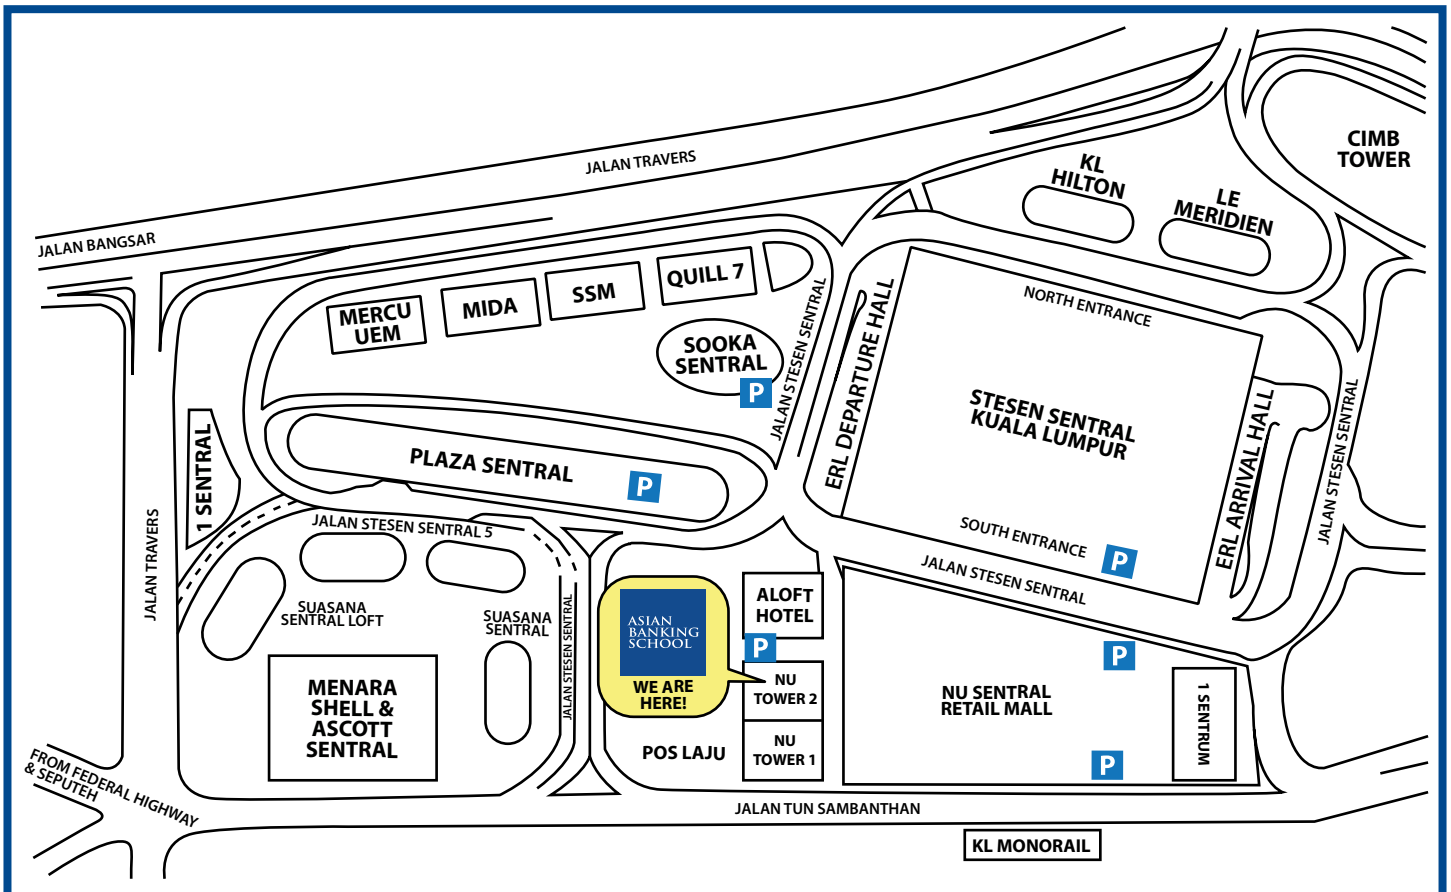 CIMB
TOWER
JALAN TRAVERS
KL
HILTON
LE
MERIDIEN
JALAN BANGSAR
QUILL 7
SSM
MIDA
MERCU
UEM
NORTH ENTRANCE
SOOKA
SENTRAL
P
JALAN STESEN SENTRAL
ERL DEPARTURE HALL
STESEN SENTRAL
KUALA LUMPUR
ERL ARRIVAL HALL
JALAN STESEN SENTRAL
1 SENTRAL
PLAZA SENTRAL
P
JALAN STESEN SENTRAL 5
SOUTH ENTRANCE
P
JALAN STESEN SENTRAL
JALAN TRAVERS
SUASANA
SENTRAL LOFT
SUASANA
SENTRAL
JALAN STESEN SENTRAL
ASIAN
BANKING
SCHOOL
WE ARE
HERE!
ALOFT
HOTEL
P
NU
TOWER 2
NU
TOWER 1
POS LAJU
MENARA
SHELL &
ASCOTT
SENTRAL
P
NU SENTRAL
RETAIL MALL
1 SENTRUM
P
FROM FEDERAL HIGHWAY
& SEPUTEH
JALAN TUN SAMBANTHAN
KL MONORAIL